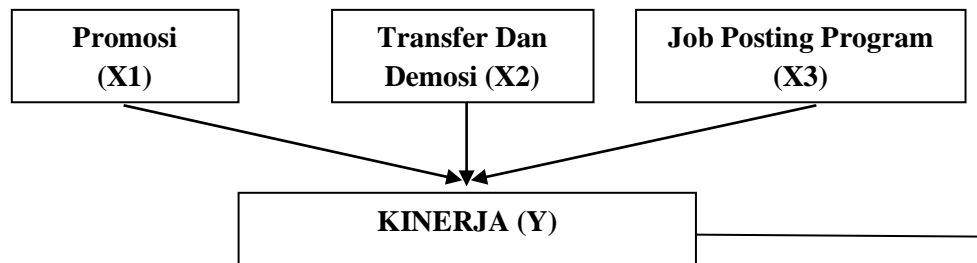 Promosi
(X1)
Transfer Dan
Demosi (X2)
Job Posting Program
(X3)
KINERJA (Y)